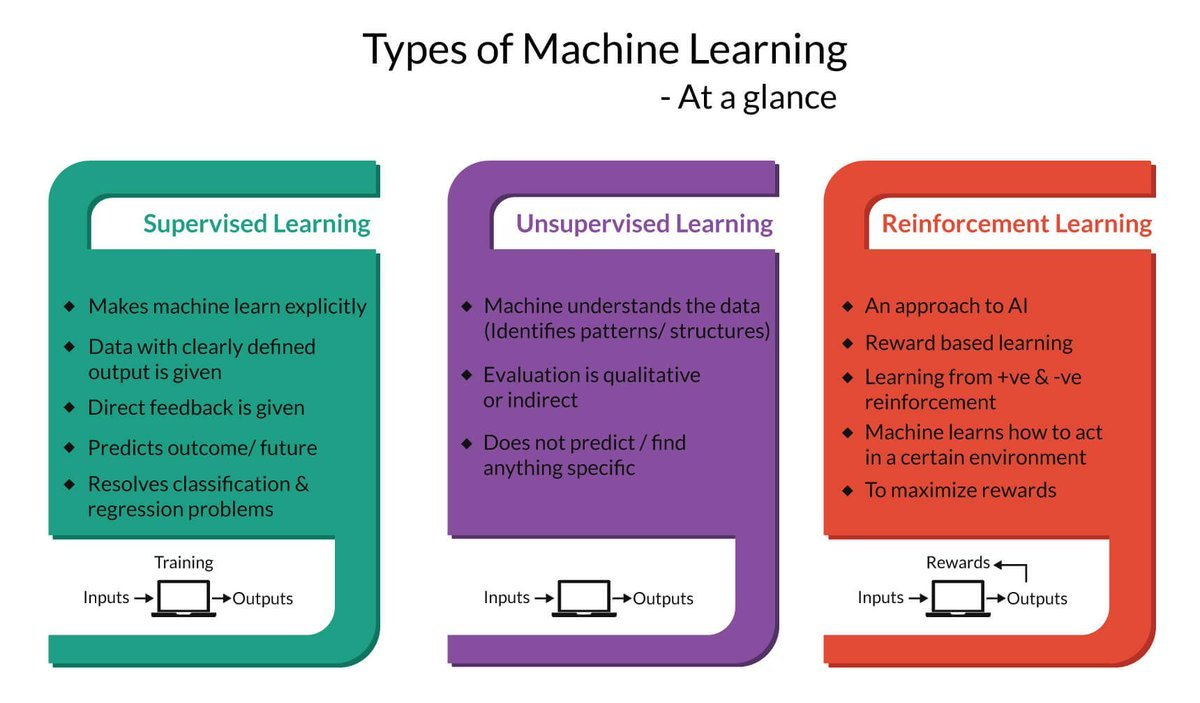 Types of Machine Learning
- At a glance
Supervised Learning
◆ Makes machine learn explicitly
◆ Data with clearly defined
output is given
◆ Direct feedback is given
◆ Predicts outcome/ future
◆ Resolves classification &
regression problems
Training
Inputs → → Outputs
Unsupervised Learning
◆ Machine understands the data
(Identifies patterns/ structures)
◆ Evaluation is qualitative
or indirect
◆ Does not predict / find
anything specific
Inputs → → Outputs
Reinforcement Learning
◆ An approach to AI
◆ Reward based learning
◆ Learning from +ve & -ve
reinforcement
◆ Machine learns how to act
in a certain environment
◆ To maximize rewards
Rewards
Inputs → → Outputs